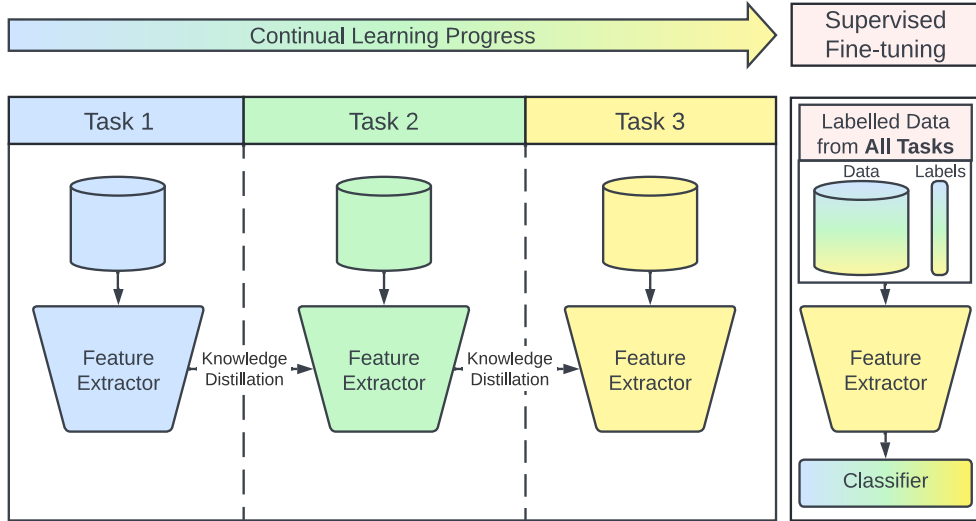 Continual Learning Progress
Supervised
Fine-tuning
Task 1
Task 2
Task 3
Labelled Data
from All Tasks
Data
Labels
Feature
Extractor
Knowledge
Distillation
Feature
Extractor
Knowledge
Distillation
Feature
Extractor
Feature
Extractor
Classifier